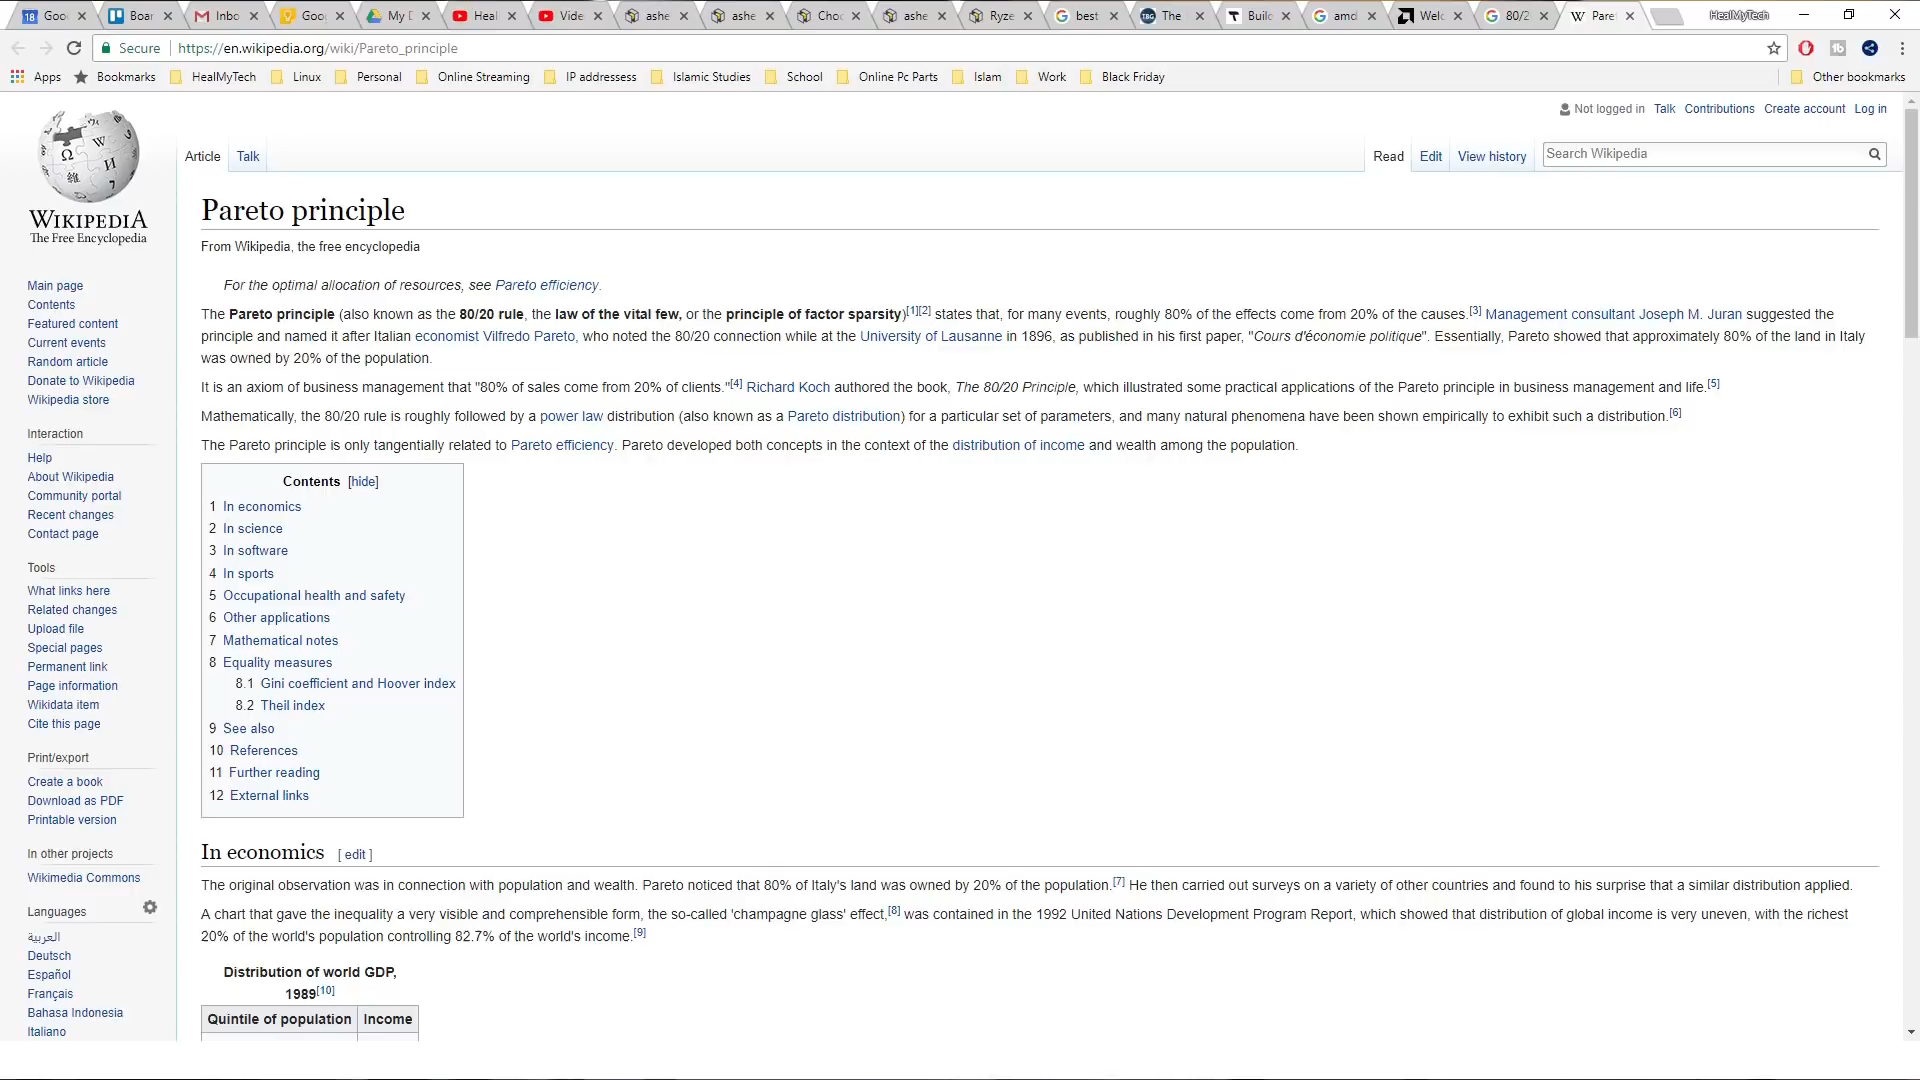 Goo
Boar
Inbo
Goog
My D
Heal
Vide
ashe
ashe
Choo
ashe
Ryze
best
The
Build
amd
Welc
80/2
Pare
HealMyTech
Secure
https://en.wikipedia.org/wiki/Pareto_principle
Apps Bookmarks HealMyTech Linux Personal Online Streaming IP addressess Islamic Studies School Online Pc Parts Islam Work Black Friday Other bookmarks
Not logged in Talk Contributions Create account Log in
Article Talk Read Edit View history Search Wikipedia
WIKIPEDIA
The Free Encyclopedia
Main page
Contents
Featured content
Current events
Random article
Donate to Wikipedia
Wikipedia store
Interaction
Help
About Wikipedia
Community portal
Recent changes
Contact page
Tools
What links here
Related changes
Upload file
Special pages
Permanent link
Page information
Wikidata item
Cite this page
Print/export
Create a book
Download as PDF
Printable version
In other projects
Wikimedia Commons
Languages
العربية
Deutsch
Español
Français
Bahasa Indonesia
Italiano
Pareto principle
From Wikipedia, the free encyclopedia
For the optimal allocation of resources, see Pareto efficiency.
The Pareto principle (also known as the 80/20 rule, the law of the vital few, or the principle of factor sparsity)[1][2] states that, for many events, roughly 80% of the effects come from 20% of the causes.[3] Management consultant Joseph M. Juran suggested the
principle and named it after Italian economist Vilfredo Pareto, who noted the 80/20 connection while at the University of Lausanne in 1896, as published in his first paper, "Cours d'économie politique". Essentially, Pareto showed that approximately 80% of the land in Italy
was owned by 20% of the population.
It is an axiom of business management that "80% of sales come from 20% of clients."[4] Richard Koch authored the book, The 80/20 Principle, which illustrated some practical applications of the Pareto principle in business management and life.[5]
Mathematically, the 80/20 rule is roughly followed by a power law distribution (also known as a Pareto distribution) for a particular set of parameters, and many natural phenomena have been shown empirically to exhibit such a distribution.[6]
The Pareto principle is only tangentially related to Pareto efficiency. Pareto developed both concepts in the context of the distribution of income and wealth among the population.
Contents [hide]
1 In economics
2 In science
3 In software
4 In sports
5 Occupational health and safety
6 Other applications
7 Mathematical notes
8 Equality measures
8.1 Gini coefficient and Hoover index
8.2 Theil index
9 See also
10 References
11 Further reading
12 External links
In economics [ edit ]
The original observation was in connection with population and wealth. Pareto noticed that 80% of Italy's land was owned by 20% of the population.[7] He then carried out surveys on a variety of other countries and found to his surprise that a similar distribution applied.
A chart that gave the inequality a very visible and comprehensible form, the so-called 'champagne glass' effect,[8] was contained in the 1992 United Nations Development Program Report, which showed that distribution of global income is very uneven, with the richest
20% of the world's population controlling 82.7% of the world's income.[9]
Distribution of world GDP,
1989[10]
Quintile of population Income